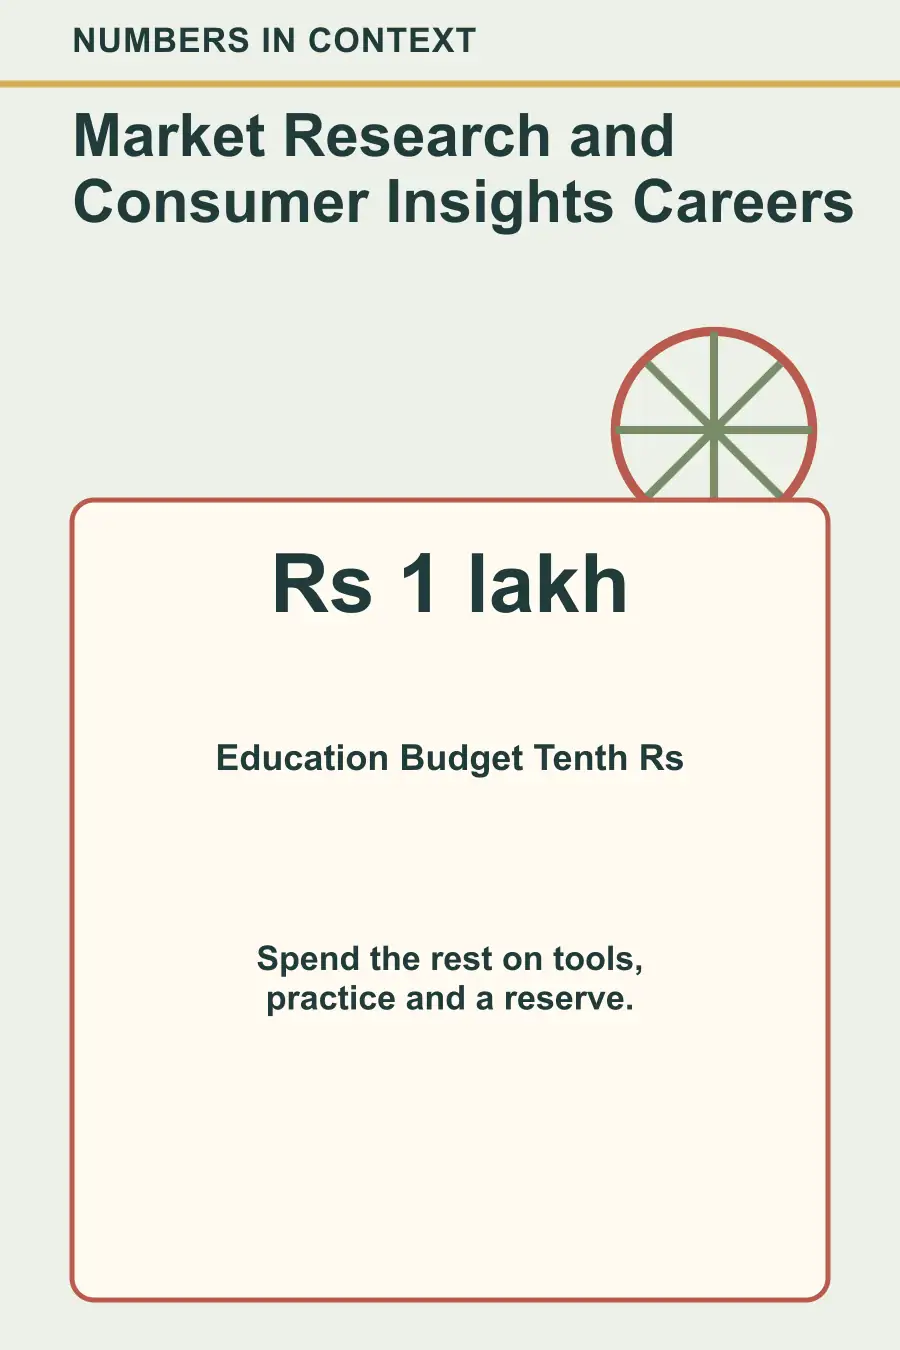 NUMBERS IN CONTEXT
Market Research and
Consumer Insights Careers
Rs 1 lakh
Education Budget Tenth Rs
Spend the rest on tools,
practice and a reserve.